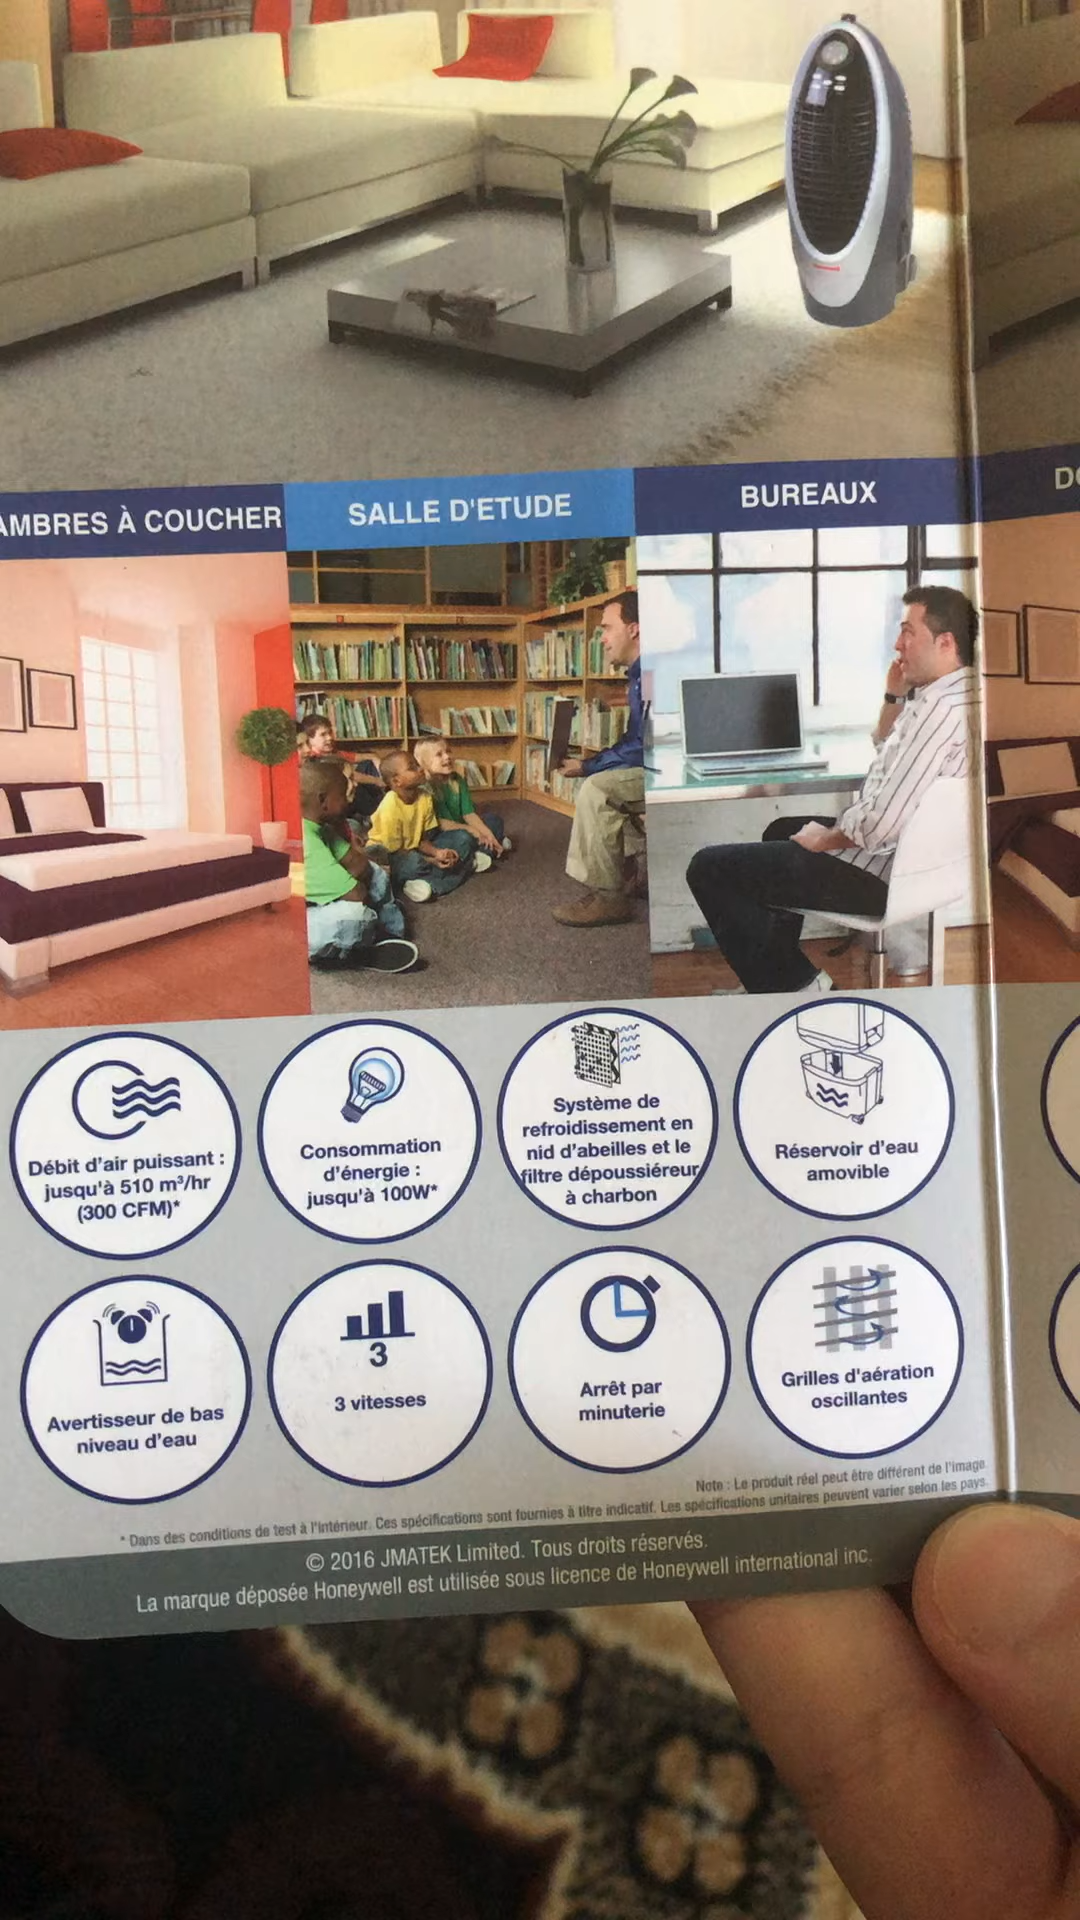 AMBRES À COUCHER
SALLE D'ETUDE
BUREAUX
Débit d'air puissant :
jusqu'à 510 m³/hr
(300 CFM)*
Consommation
d'énergie :
jusqu'à 100W*
Système de
refroidissement en
nid d'abeilles et le
filtre dépoussiéreur
à charbon
Réservoir d'eau
amovible
Avertisseur de bas
niveau d'eau
3
3 vitesses
Arrêt par
minuterie
Grilles d'aération
oscillantes
Note : Le produit réel peut être différent de l'image.
* Dans des conditions de test à l'intérieur. Ces spécifications sont fournies à titre indicatif. Les spécifications unitaires peuvent varier selon les pays.
© 2016 JMATEK Limited. Tous droits réservés.
La marque déposée Honeywell est utilisée sous licence de Honeywell international inc.